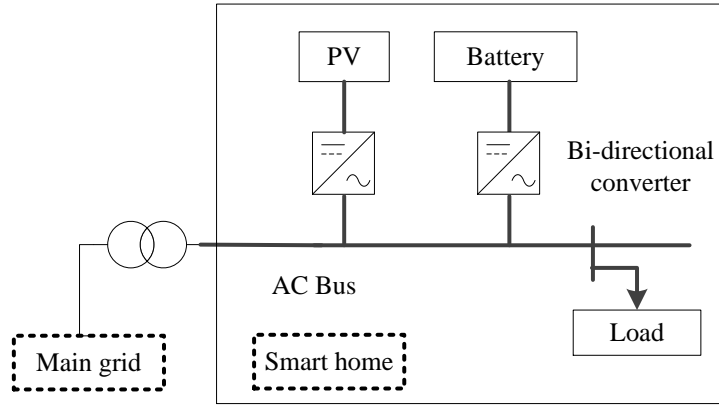 PV
Battery
Bi-directional
converter
AC Bus
Load
Main grid
Smart home